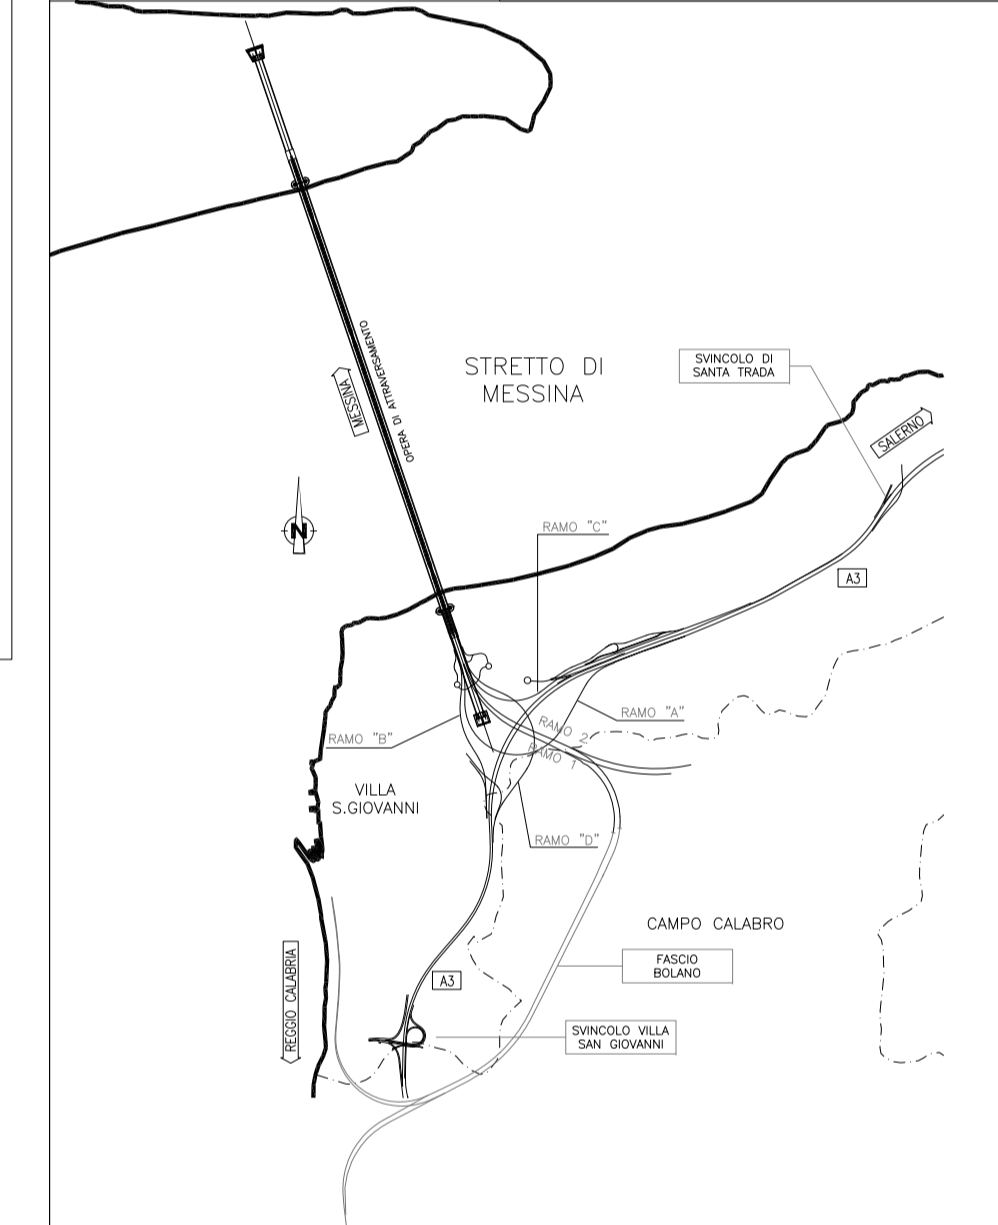 STRETTO DI
MESSINA
SVINCOLO DI
SANTA TRADA
OPERA DI ATTRAVERSAMENTO
MESSINA
SALERNO
N
RAMO "C"
A3
RAMO "A"
RAMO 2
RAMO "B"
RAMO 1
VILLA
S.GIOVANNI
RAMO "D"
CAMPO CALABRO
FASCIO
BOLANO
REGGIO CALABRIA
A3
SVINCOLO VILLA
SAN GIOVANNI